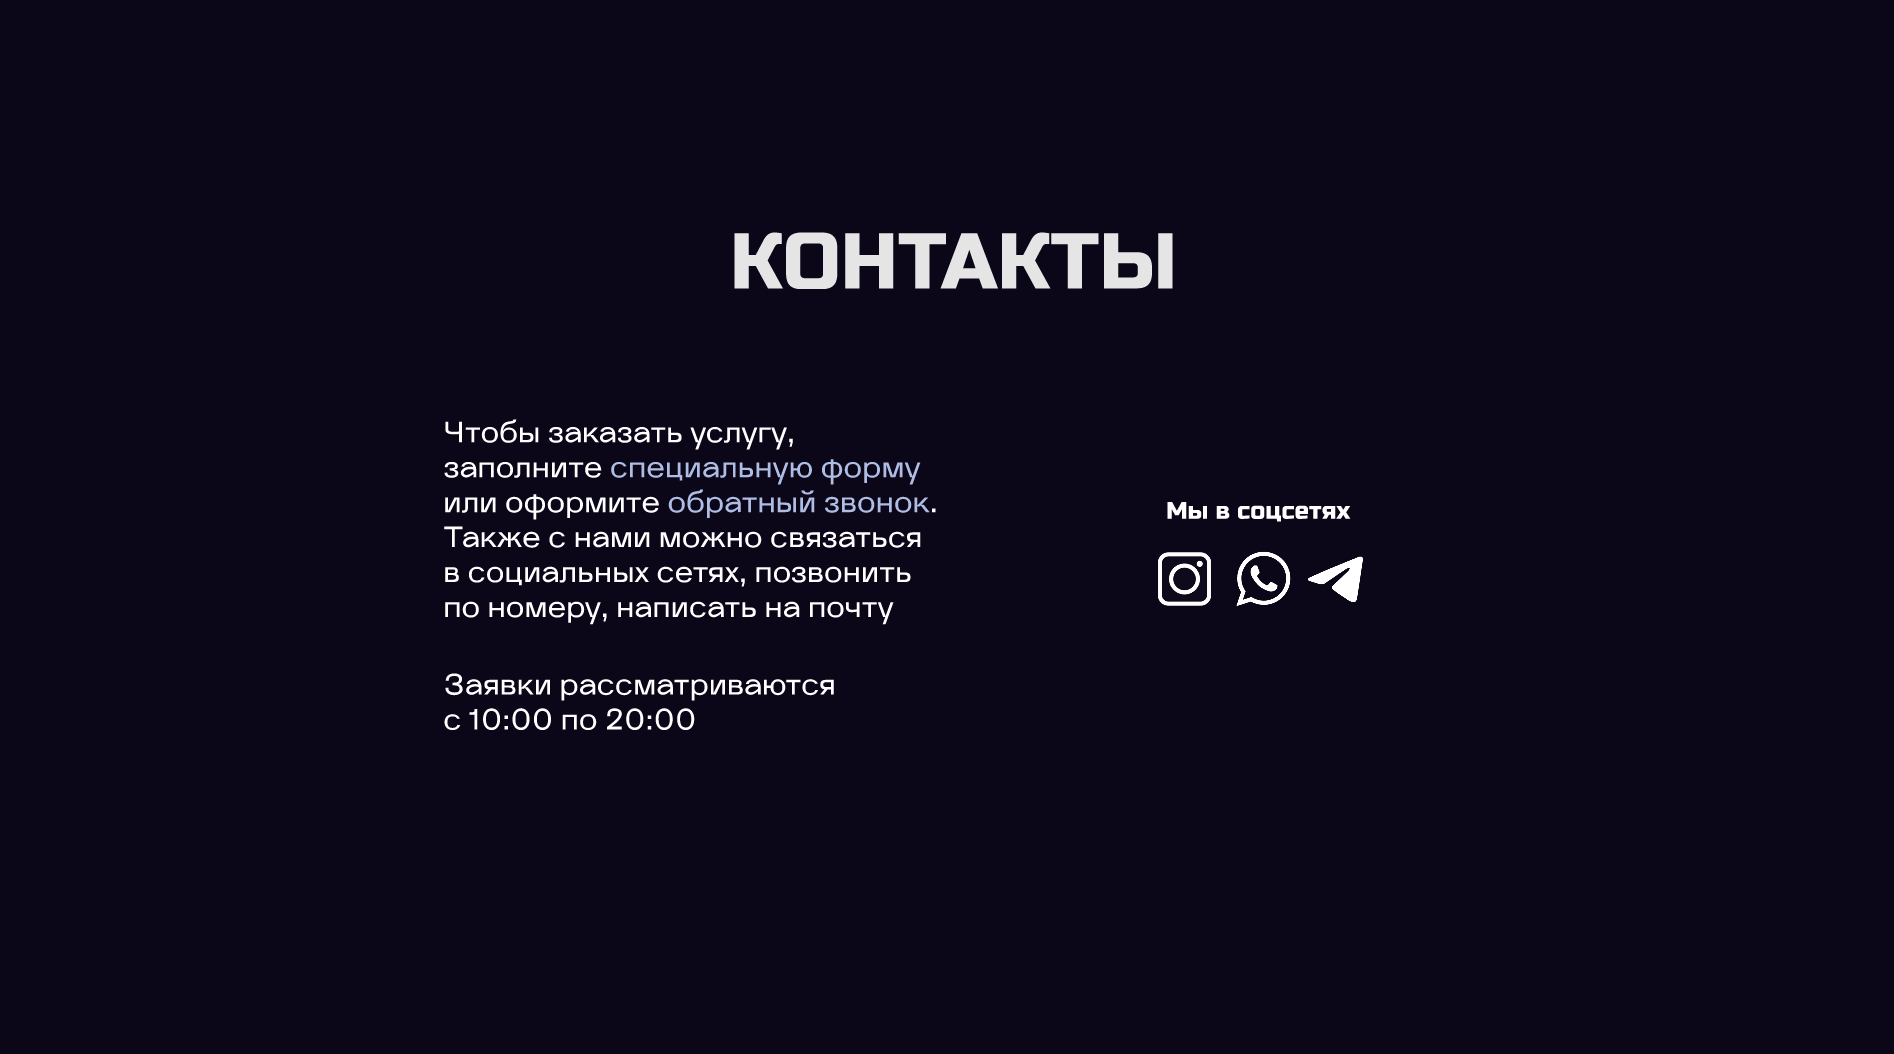 КОНТАКТЫ
Чтобы заказать услугу,
заполните специальную форму
или оформите обратный звонок.
Также с нами можно связаться
в социальных сетях, позвонить
по номеру, написать на почту
Заявки рассматриваются
с 10:00 по 20:00
Мы в соцсетях